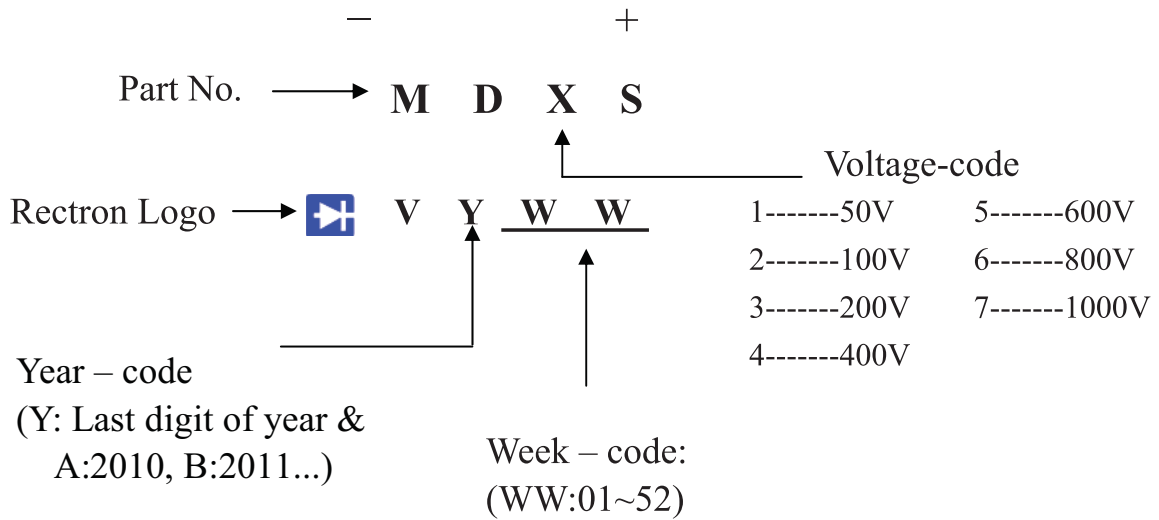 – +
Part No. M D X S
Voltage-code
Rectron Logo V Y W W
1-------50V 5-------600V
2-------100V 6-------800V
3-------200V 7-------1000V
4-------400V
Year – code
(Y: Last digit of year &
A:2010, B:2011...)
Week – code:
(WW:01~52)